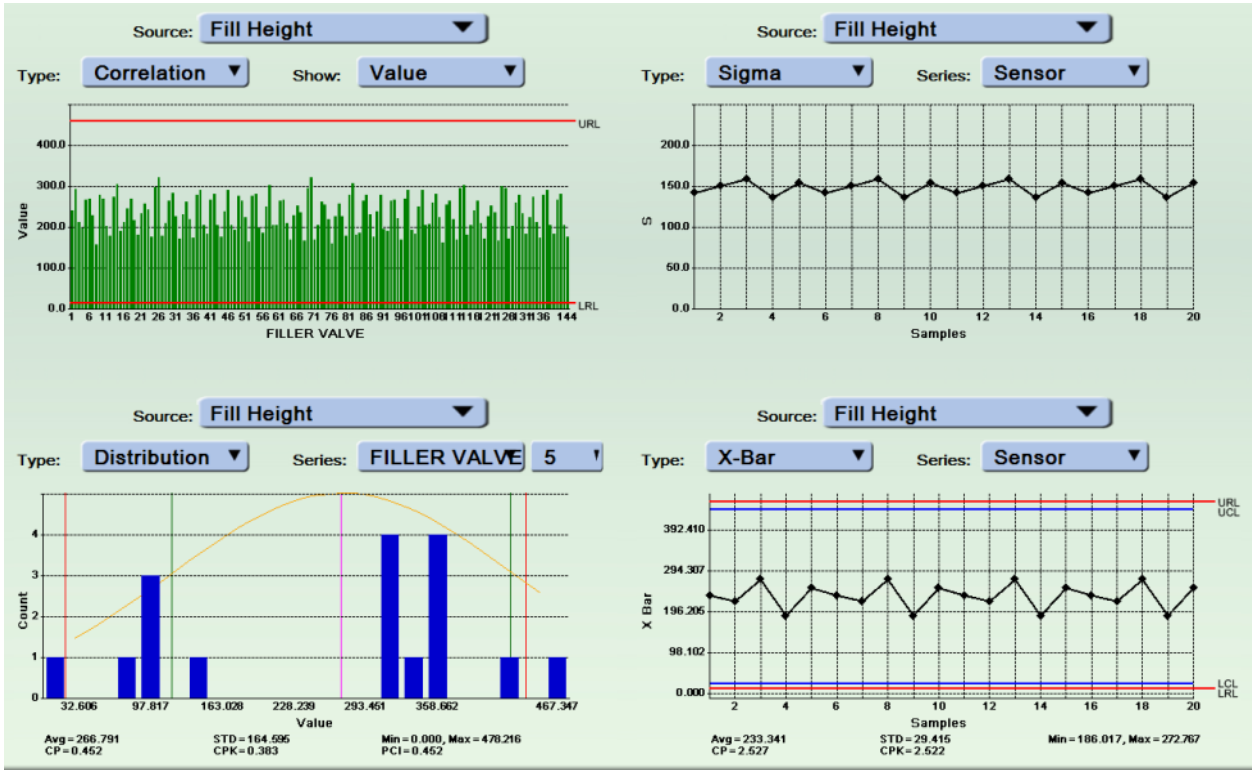 Source: Fill Height
Type: Correlation Show: Value
URL
400.0
300.0
200.0
100.0
0.0
LRL
Value
1 6 11 16 21 26 31 36 41 46 51 56 61 66 71 76 81 86 91 96 101 106 111 116 121 126 131 136 144
FILLER VALVE
Source: Fill Height
Type: Sigma Series: Sensor
200.0
150.0
100.0
50.0
0.0
S
2 4 6 8 10 12 14 16 18 20
Samples
Source: Fill Height
Type: Distribution Series: FILLER VALVE 5
4
3
2
1
0
Count
32.606 97.817 163.028 228.239 293.451 358.662 467.347
Value
Avg = 266.791 STD = 164.595 Min = 0.000, Max = 478.216
CP = 0.452 CPK = 0.383 PCI = 0.452
Source: Fill Height
Type: X-Bar Series: Sensor
URL
UCL
392.410
294.307
196.205
98.102
0.000
LCL
LRL
X Bar
2 4 6 8 10 12 14 16 18 20
Samples
Avg = 233.341 STD = 29.415 Min = 186.017, Max = 272.767
CP = 2.527 CPK = 2.522